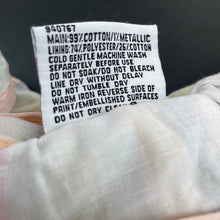 940767
MAIN:99%COTTON/1%METALLIC
LINING:74%POLYESTER/26%COTTON
COLD GENTLE MACHINE WASH
SEPARATELY BEFORE USE
DO NOT SOAK/DO NOT BLEACH
LINE DRY WITHOUT DELAY
DO NOT TUMBLE DRY
WARM IRON REVERSE SIDE OF
PRINT/EMBELLISHED SURFACES
DO NOT DRY CLEAN